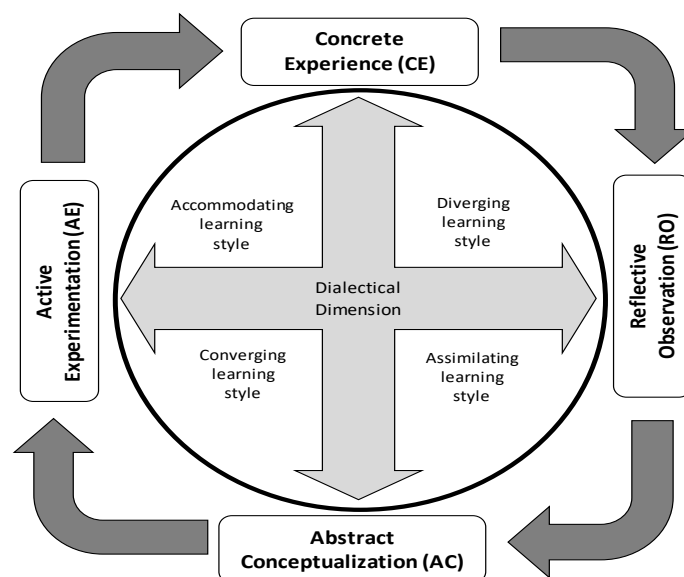 Concrete
Experience (CE)
Accommodating
learning
style
Diverging
learning
style
Active
Experimentation (AE)
Dialectical
Dimension
Reflective
Observation (RO)
Converging
learning
style
Assimilating
learning
style
Abstract
Conceptualization (AC)